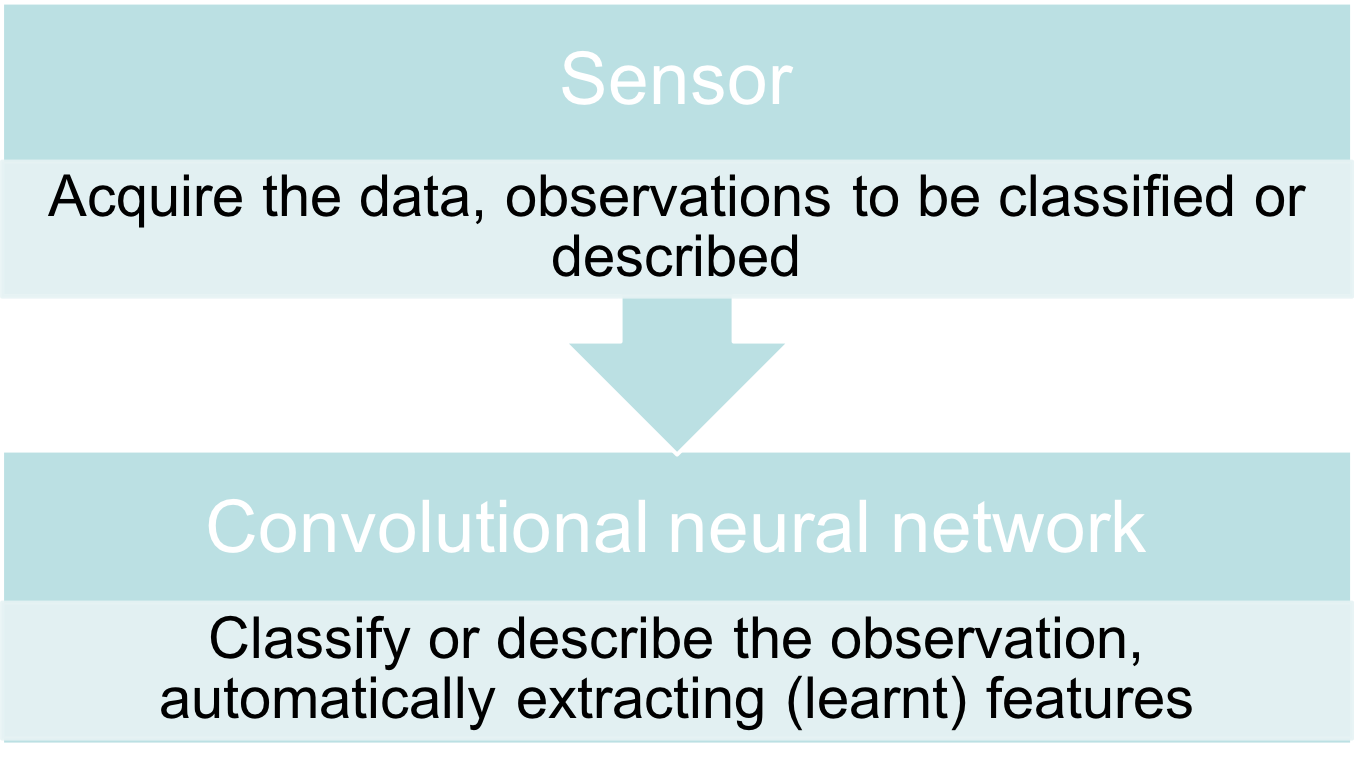 Sensor
Acquire the data, observations to be classified or
described
Convolutional neural network
Classify or describe the observation,
automatically extracting (learnt) features